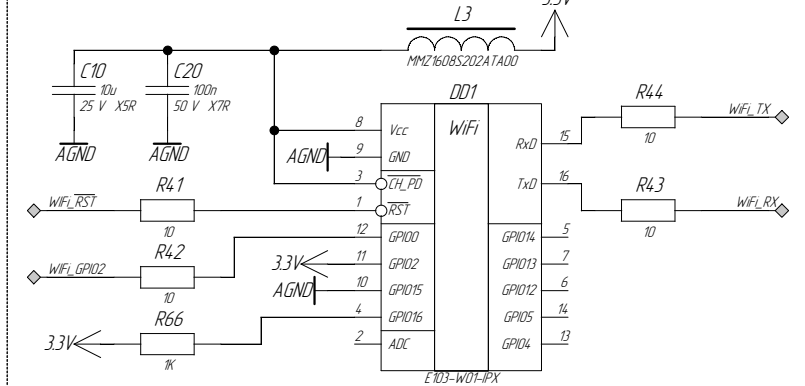 3.3V
L3
MMZ1608S202ATA00
C10
10u
25 V X5R
C20
100n
50 V X7R
AGND
AGND
DD1
WiFi
8 Vcc
AGND 9 GND
3 CH_PD
1 RST
12 GPIO0
3.3V 11 GPIO2
AGND 10 GPIO15
4 GPIO16
2 ADC
RxD 15
TxD 16
GPIO14 5
GPIO13 7
GPIO12 6
GPIO5 14
GPIO4 13
E103-W01-IPX
R44
10
WiFi_TX
R43
10
WiFi_RX
R41
WIFI_RST
10
R42
WIFI_GPIO2
10
R66
3.3V
1K